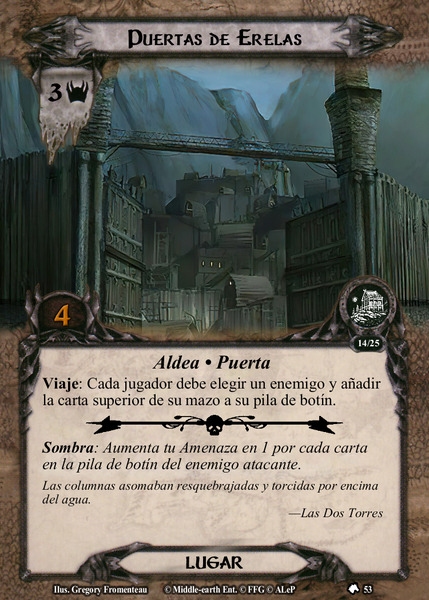 Puertas de Erelas
3
4
14/25
Aldea • Puerta
Viaje: Cada jugador debe elegir un enemigo y añadir
la carta superior de su mazo a su pila de botín.
Sombra: Aumenta tu Amenaza en 1 por cada carta
en la pila de botín del enemigo atacante.
Las columnas asomaban resquebrajadas y torcidas por encima
del agua.
—Las Dos Torres
LUGAR
Ilus. Gregory Fromenteau © Middle-earth Ent. © FFG © ALeP 53